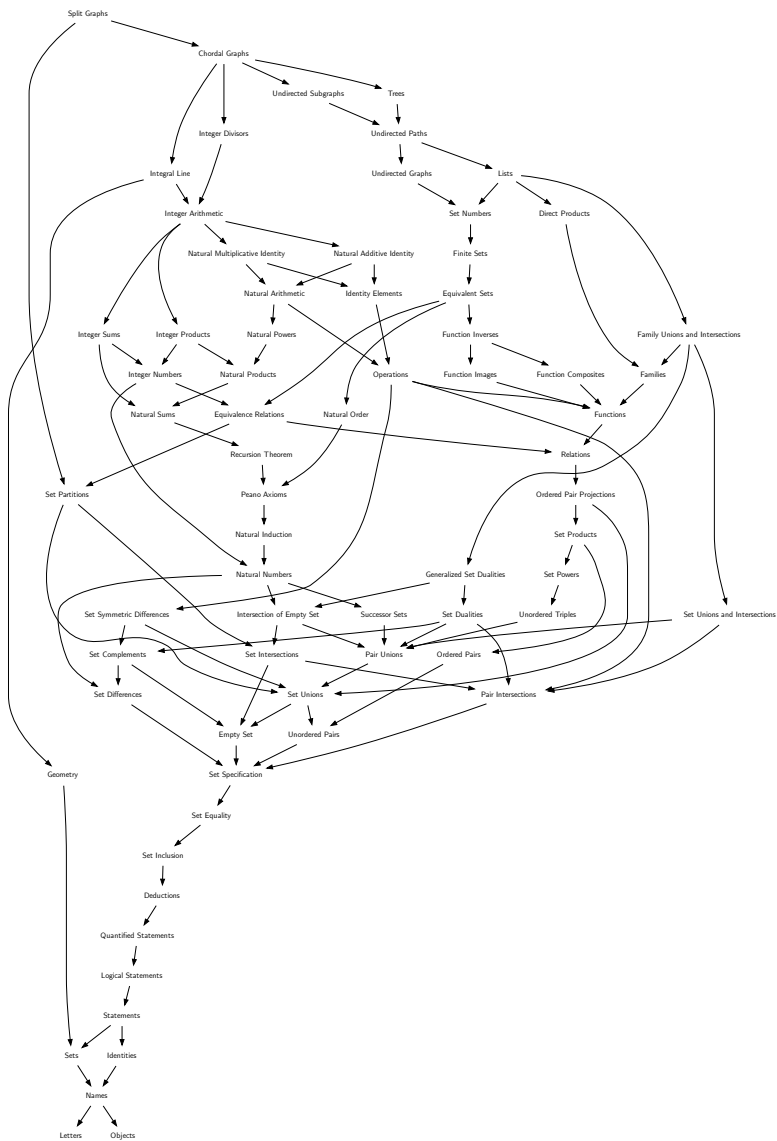 Split Graphs
Chordal Graphs
Undirected Subgraphs
Trees
Integer Divisors
Undirected Paths
Integral Line
Undirected Graphs
Lists
Integer Arithmetic
Set Numbers
Direct Products
Natural Multiplicative Identity
Natural Additive Identity
Finite Sets
Natural Arithmetic
Identity Elements
Equivalent Sets
Integer Sums
Integer Products
Natural Powers
Function Inverses
Family Unions and Intersections
Integer Numbers
Natural Products
Operations
Function Images
Function Composites
Families
Natural Sums
Equivalence Relations
Natural Order
Functions
Recursion Theorem
Relations
Set Partitions
Peano Axioms
Ordered Pair Projections
Natural Induction
Set Products
Natural Numbers
Generalized Set Dualities
Set Powers
Set Symmetric Differences
Intersection of Empty Set
Successor Sets
Set Dualities
Unordered Triples
Set Unions and Intersections
Set Complements
Set Intersections
Pair Unions
Ordered Pairs
Set Differences
Set Unions
Pair Intersections
Empty Set
Unordered Pairs
Geometry
Set Specification
Set Equality
Set Inclusion
Deductions
Quantified Statements
Logical Statements
Statements
Sets
Identities
Names
Letters
Objects